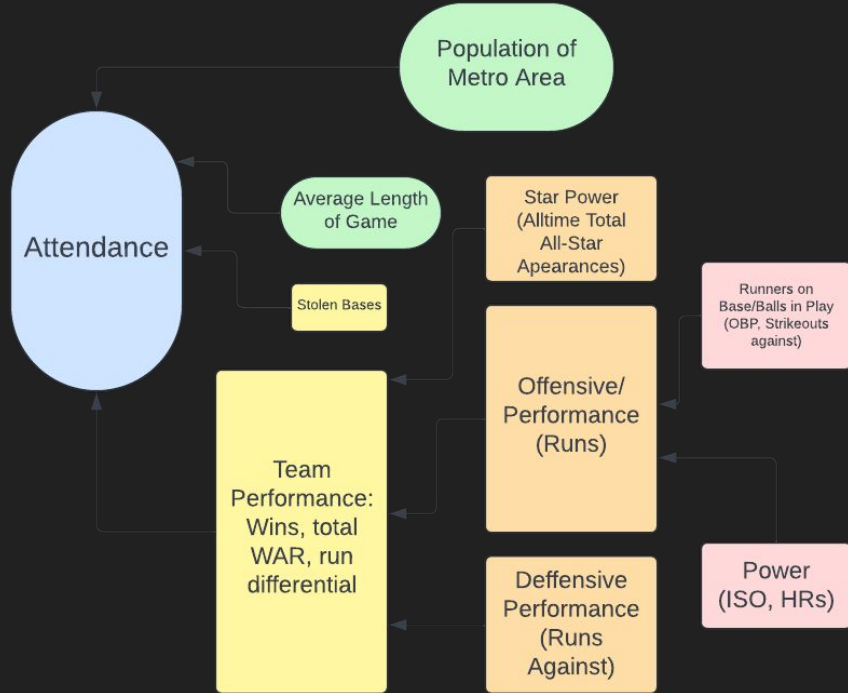 Population of
Metro Area
Attendance
Average Length
of Game
Star Power
(Alltime Total
All-Star
Apearances)
Stolen Bases
Runners on
Base/Balls in Play
(OBP, Strikeouts
against)
Offensive/
Performance
(Runs)
Team
Performance:
Wins, total
WAR, run
differential
Deffensive
Performance
(Runs
Against)
Power
(ISO, HRs)